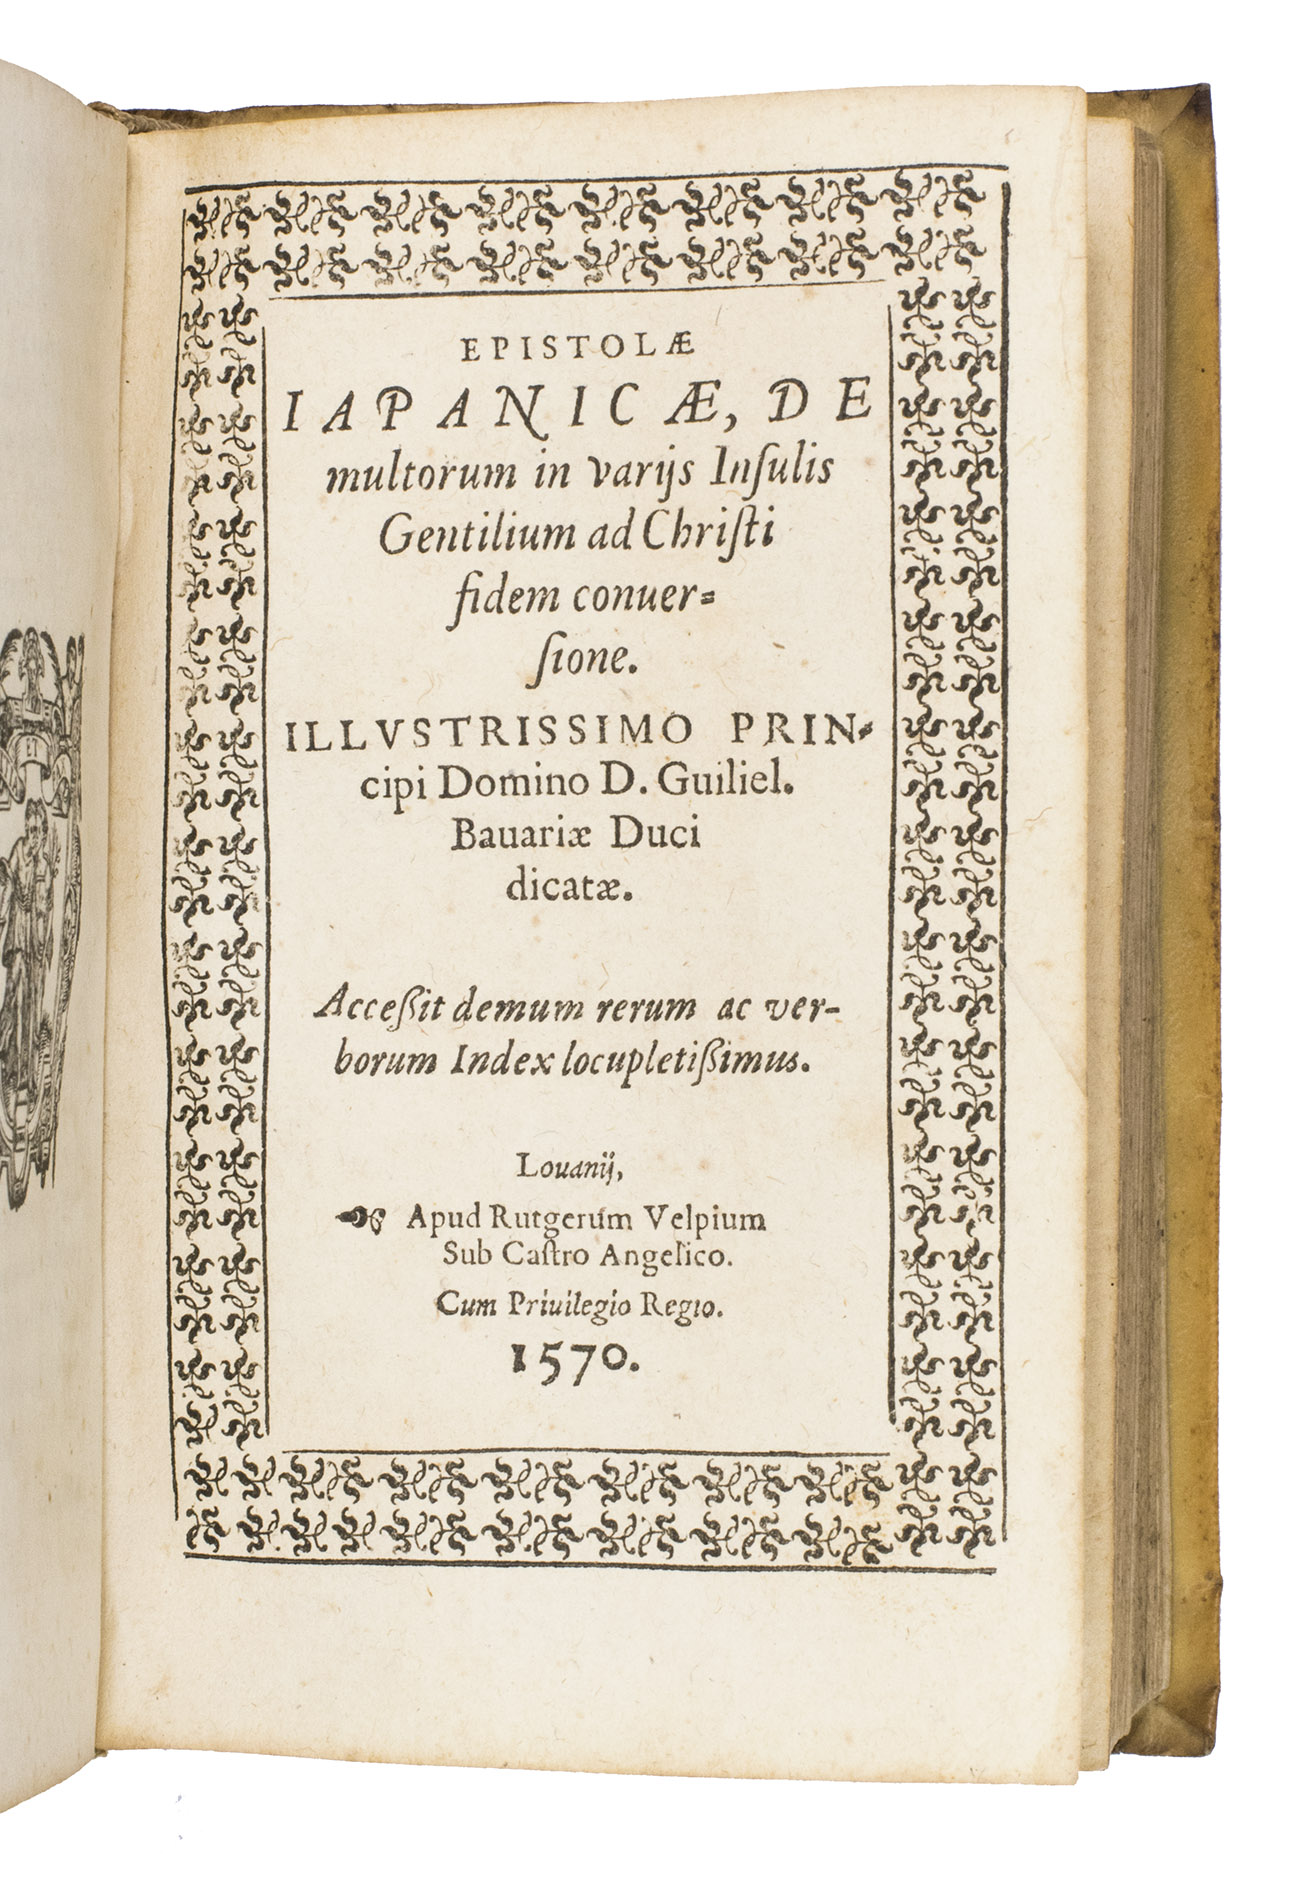 EPISTOLÆ
IAPANICÆ, DE
multorum in varijs Inſulis
Gentilium ad Chriſti
fidem conuer=
ſione.
ILLVSTRISSIMO PRIN=
cipi Domino D. Guiliel.
Bauariæ Duci
dicatæ.
Acceßit demum rerum ac ver-
borum Index locupletißimus.
Louanij,
Apud Rutgerum Velpium
Sub Caſtro Angelico.
Cum Priuilegio Regio.
1570.